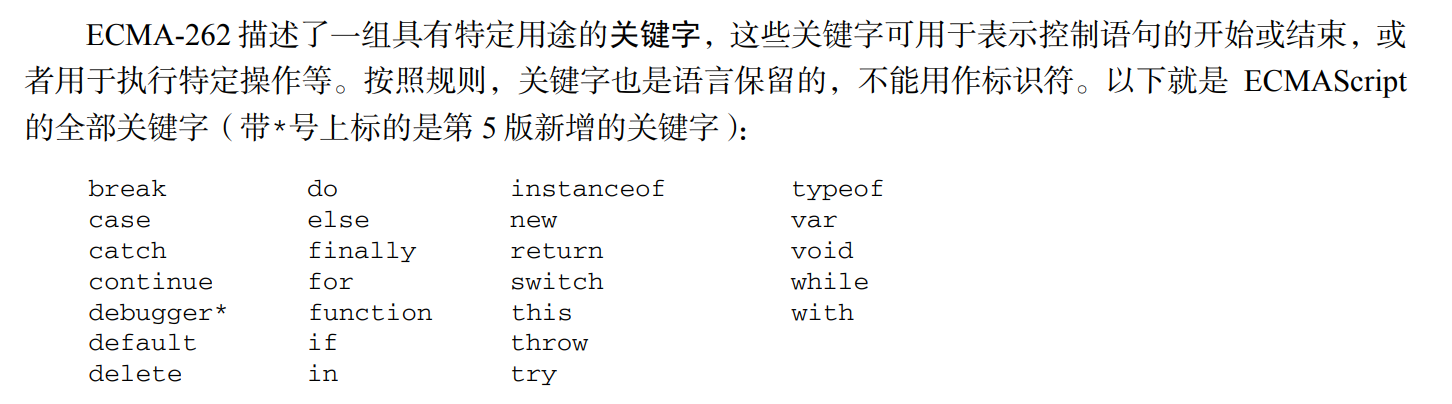 ECMA-262 描述了一组具有特定用途的关键字，这些关键字可用于表示控制语句的开始或结束，或
者用于执行特定操作等。按照规则，关键字也是语言保留的，不能用作标识符。以下就是 ECMAScript
的全部关键字（带*号上标的是第 5 版新增的关键字）：
break do instanceof typeof
case else new var
catch finally return void
continue for switch while
debugger* function this with
default if throw
delete in try